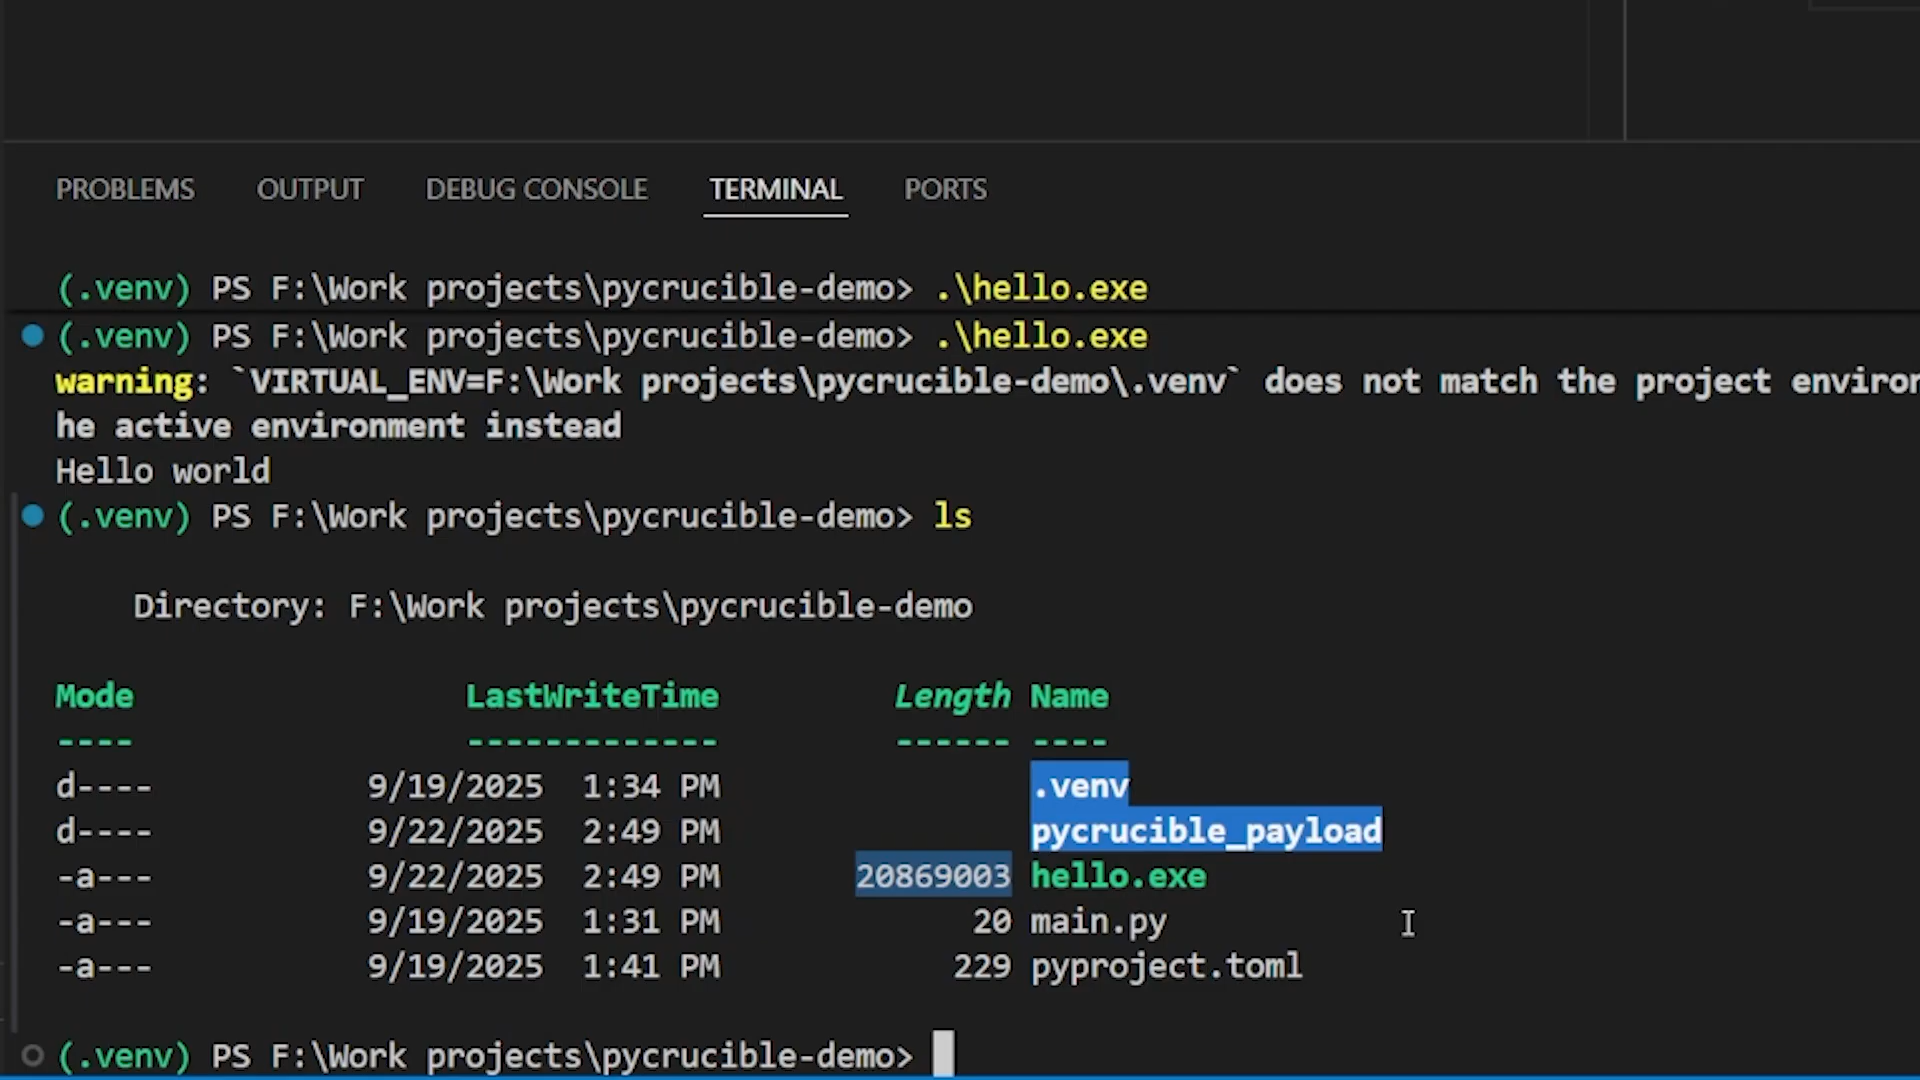 PROBLEMS OUTPUT DEBUG CONSOLE TERMINAL PORTS
(.venv) PS F:\Work projects\pycrucible-demo> .\hello.exe
(.venv) PS F:\Work projects\pycrucible-demo> .\hello.exe
warning: `VIRTUAL_ENV=F:\Work projects\pycrucible-demo\.venv` does not match the project environ
he active environment instead
Hello world
(.venv) PS F:\Work projects\pycrucible-demo> ls
Directory: F:\Work projects\pycrucible-demo
Mode LastWriteTime Length Name
---- ------------- ------ ----
d---- 9/19/2025 1:34 PM .venv
d---- 9/22/2025 2:49 PM pycrucible_payload
-a--- 9/22/2025 2:49 PM 20869003 hello.exe
-a--- 9/19/2025 1:31 PM 20 main.py
-a--- 9/19/2025 1:41 PM 229 pyproject.toml
(.venv) PS F:\Work projects\pycrucible-demo>